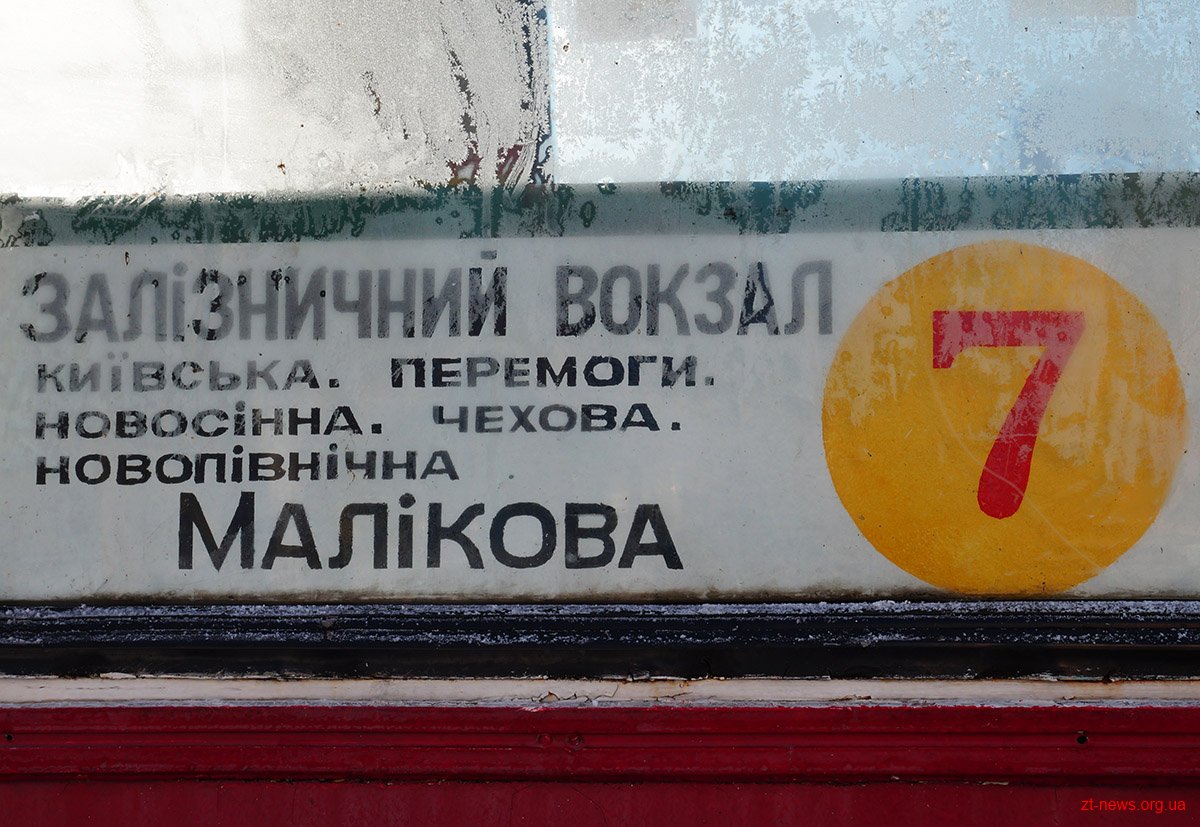 ЗАЛІЗНИЧНИЙ ВОКЗАЛ
КИЇВСЬКА. ПЕРЕМОГИ.
НОВОСІННА. ЧЕХОВА.
НОВОПІВНІЧНА
МАЛІКОВА
7
zt-news.org.ua